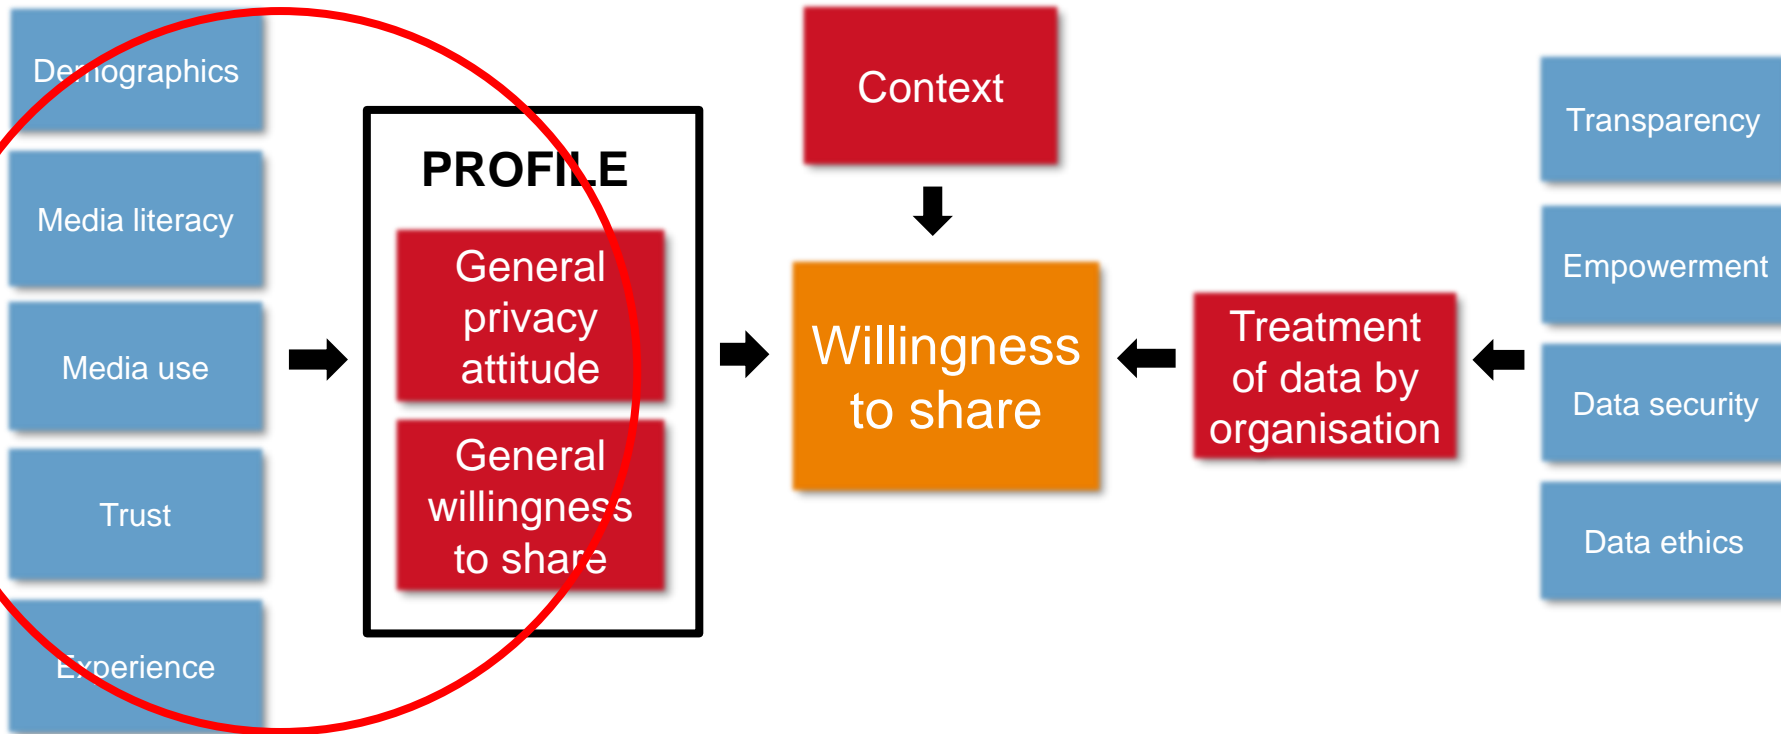 Demographics
Media literacy
Media use
Trust
Experience
PROFILE
General
privacy
attitude
General
willingness
to share
Context
Willingness
to share
Treatment
of data by
organisation
Transparency
Empowerment
Data security
Data ethics